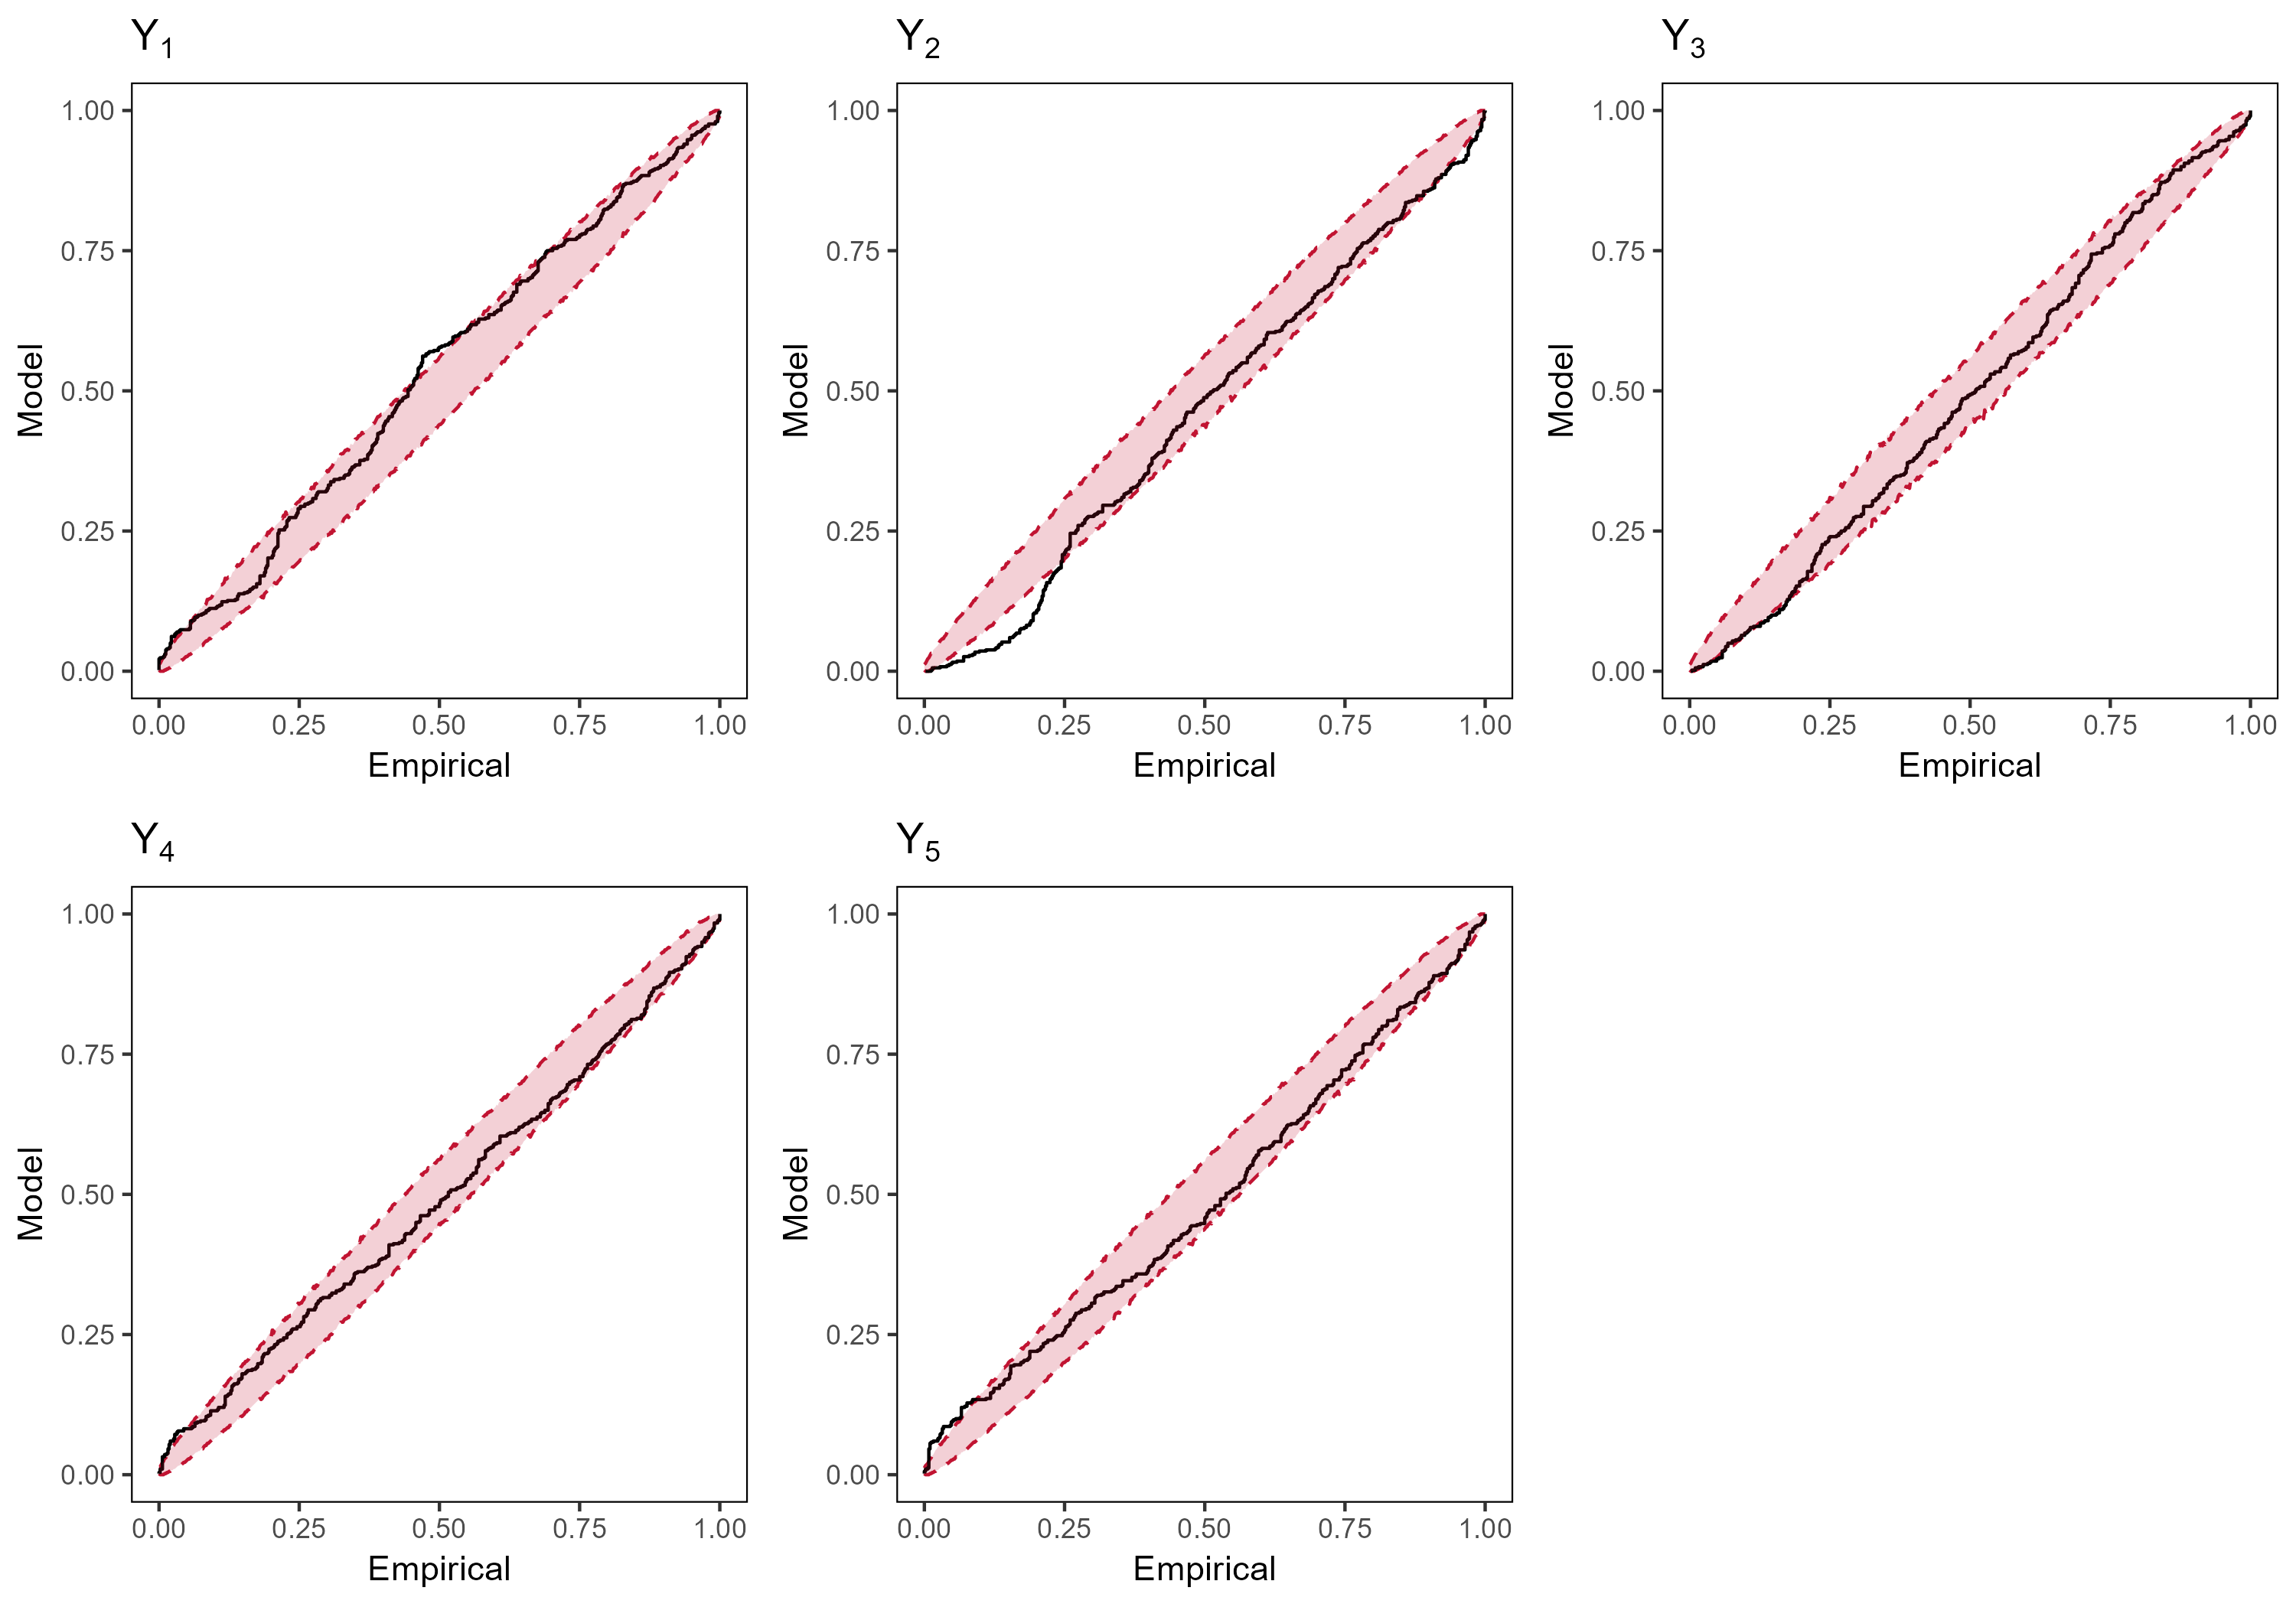 Y1 Y2 Y3
1.00 1.00 1.00
0.75 0.75 0.75
Model Model Model
0.50 0.50 0.50
0.25 0.25 0.25
0.00 0.00 0.00
0.00 0.25 0.50 0.75 1.00 0.00 0.25 0.50 0.75 1.00 0.00 0.25 0.50 0.75 1.00
Empirical Empirical Empirical
Y4 Y5
1.00 1.00
0.75 0.75
Model Model
0.50 0.50
0.25 0.25
0.00 0.00
0.00 0.25 0.50 0.75 1.00 0.00 0.25 0.50 0.75 1.00
Empirical Empirical